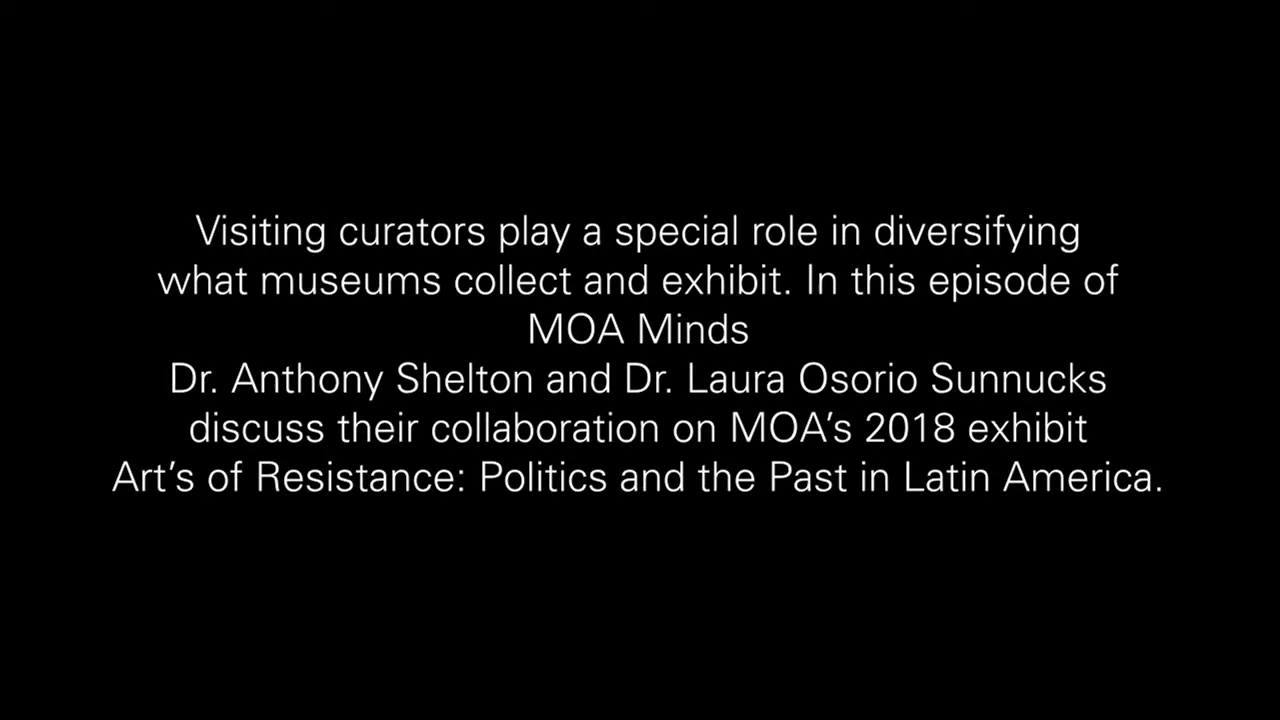 Visiting curators play a special role in diversifying
what museums collect and exhibit. In this episode of
MOA Minds
Dr. Anthony Shelton and Dr. Laura Osorio Sunnucks
discuss their collaboration on MOA’s 2018 exhibit
Art’s of Resistance: Politics and the Past in Latin America.